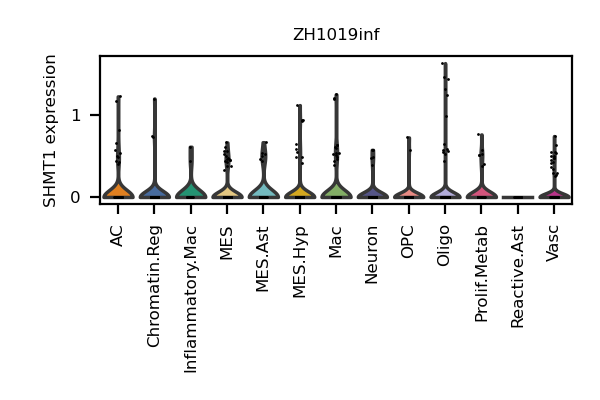 ZH1019inf
SHMT1 expression
1
0
AC
Chromatin.Reg
Inflammatory.Mac
MES
MES.Ast
MES.Hyp
Mac
Neuron
OPC
Oligo
Prolif.Metab
Reactive.Ast
Vasc